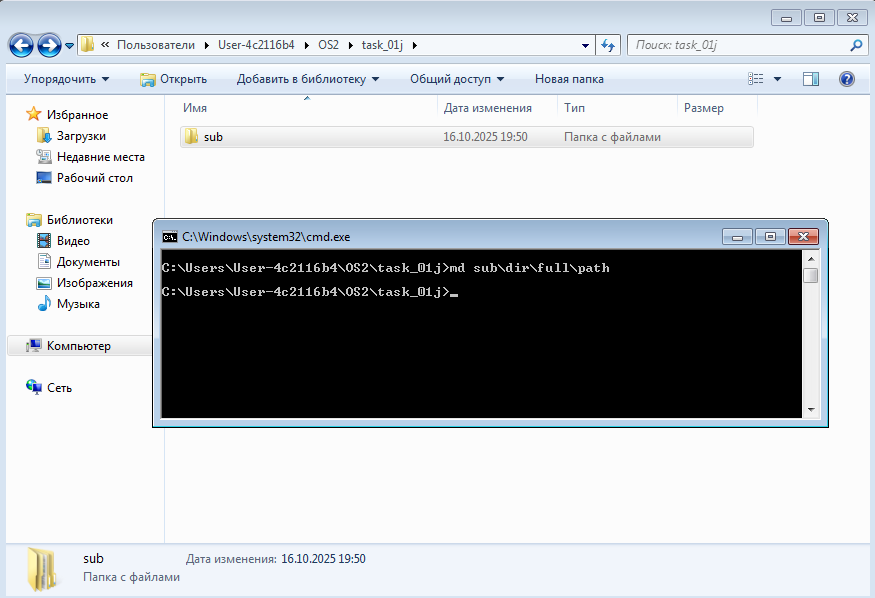 « Пользователи ▸ User-4c2116b4 ▸ OS2 ▸ task_01j ▸
Поиск: task_01j
Упорядочить ▾ Открыть Добавить в библиотеку ▾ Общий доступ ▾ Новая папка
Имя Дата изменения Тип Размер
sub 16.10.2025 19:50 Папка с файлами
Избранное
Загрузки
Недавние места
Рабочий стол
Библиотеки
Видео
Документы
Изображения
Музыка
Компьютер
Сеть
C:\Windows\system32\cmd.exe
C:\Users\User-4c2116b4\OS2\task_01j>md sub\dir\full\path
C:\Users\User-4c2116b4\OS2\task_01j>_
sub Дата изменения: 16.10.2025 19:50
Папка с файлами